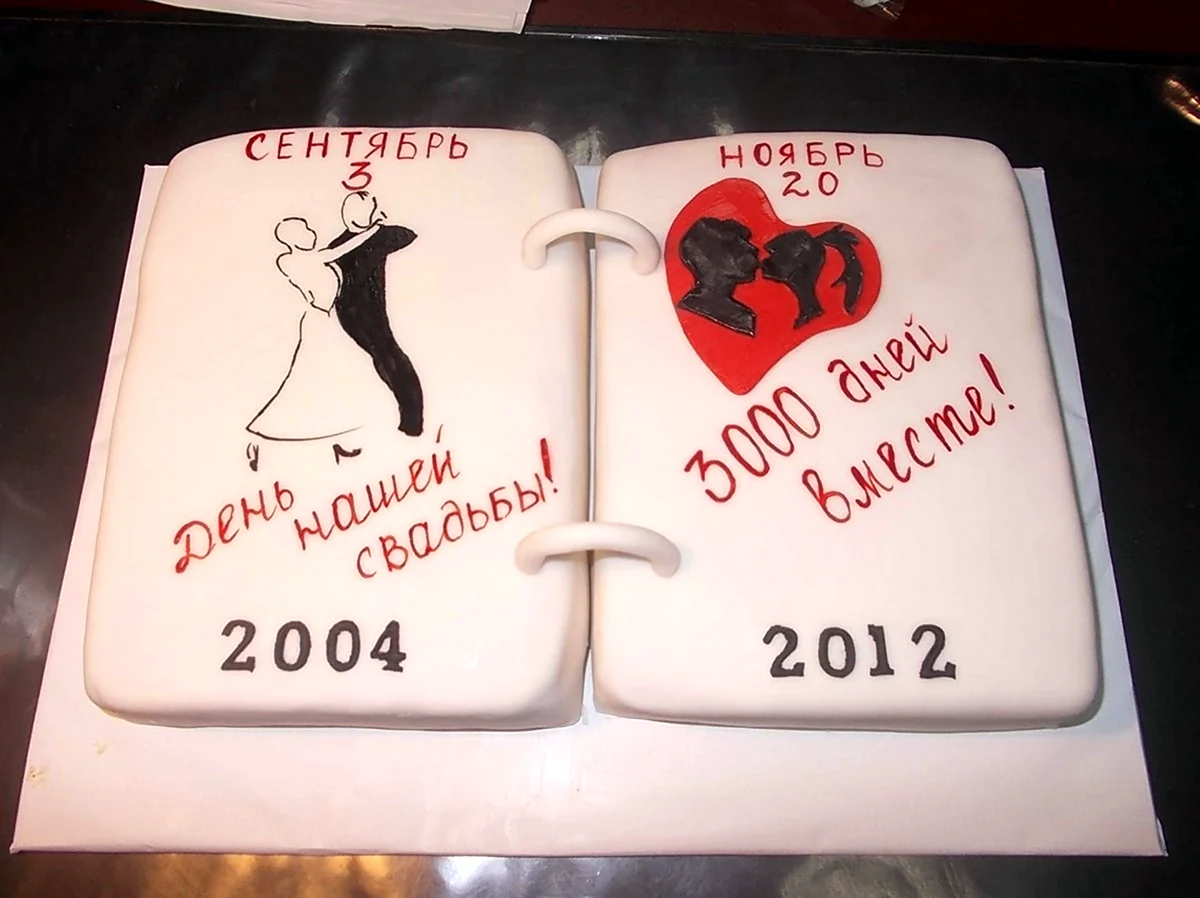 СЕНТЯБРЬ
3
День
нашей
свадьбы!
2004
НОЯБРЬ
20
3000 дней
вместе!
2012